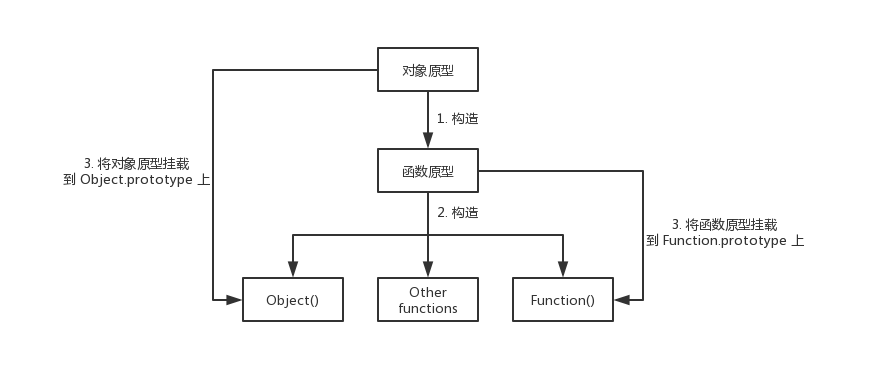 对象原型
1. 构造
3. 将对象原型挂载
到 Object.prototype 上
函数原型
2. 构造
3. 将函数原型挂载
到 Function.prototype 上
Object()
Other
functions
Function()